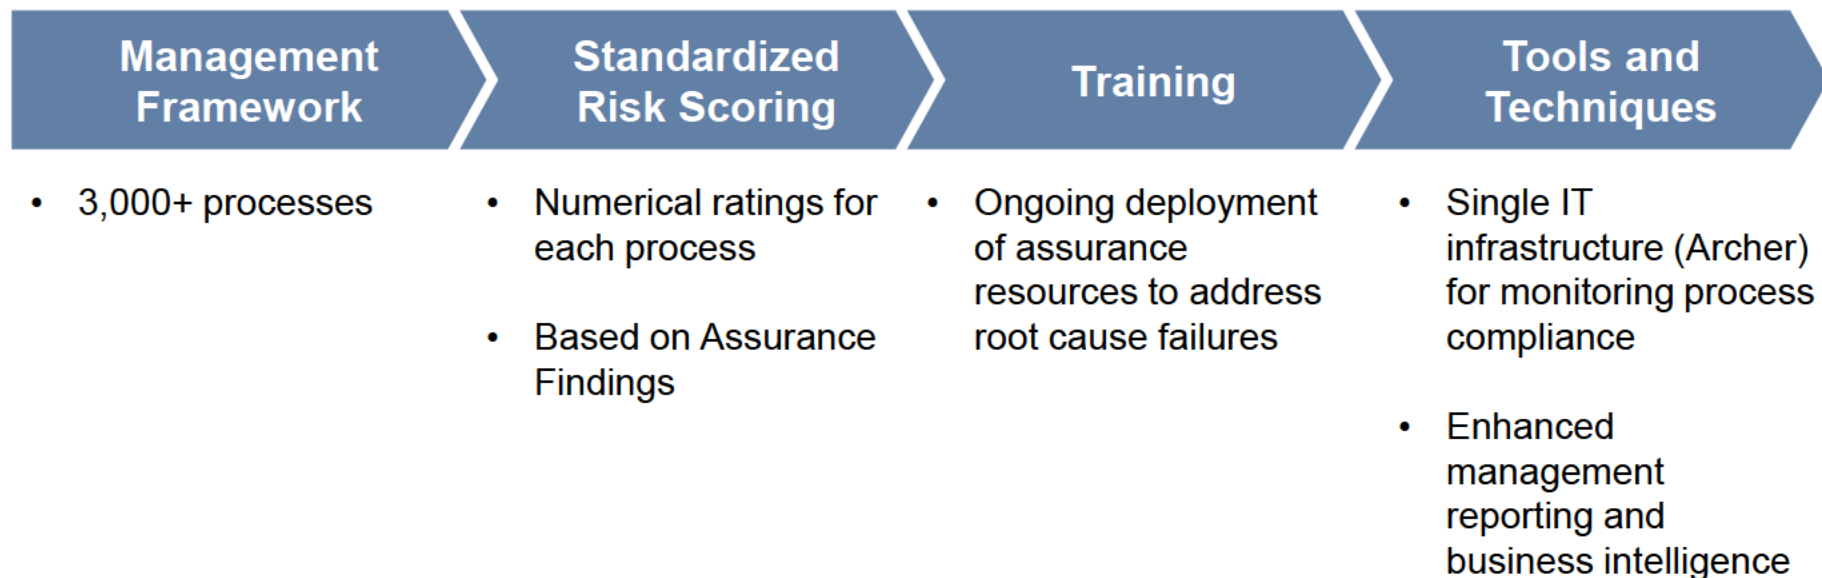 Management
Framework
Standardized
Risk Scoring
Training
Tools and
Techniques
• 3,000+ processes
• Numerical ratings for
each process
• Based on Assurance
Findings
• Ongoing deployment
of assurance
resources to address
root cause failures
• Single IT
infrastructure (Archer)
for monitoring process
compliance
• Enhanced
management
reporting and
business intelligence